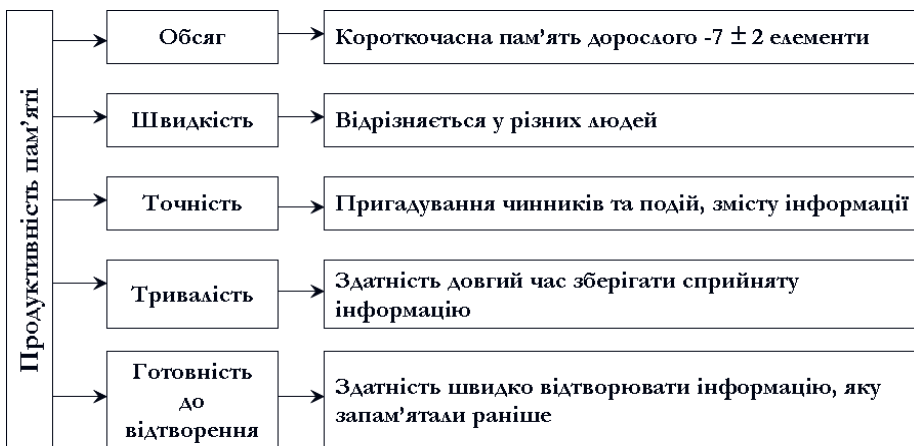 Продуктивність пам’яті
Обсяг
Короткочасна пам’ять дорослого -7 ± 2 елементи
Швидкість
Відрізняється у різних людей
Точність
Пригадування чинників та подій, змісту інформації
Тривалість
Здатність довгий час зберігати сприйняту
інформацію
Готовність
до
відтворення
Здатність швидко відтворювати інформацію, яку
запам’ятали раніше